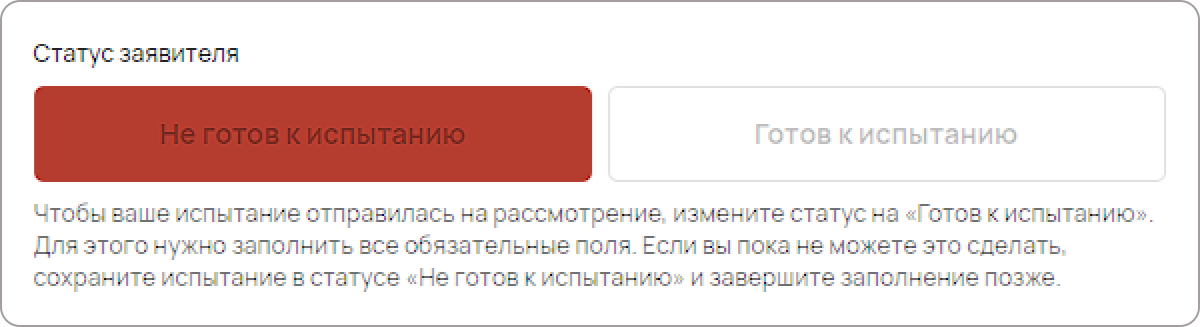 Статус заявителя
Не готов к испытанию
Готов к испытанию
Чтобы ваше испытание отправилась на рассмотрение, измените статус на «Готов к испытанию».
Для этого нужно заполнить все обязательные поля. Если вы пока не можете это сделать,
сохраните испытание в статусе «Не готов к испытанию» и завершите заполнение позже.